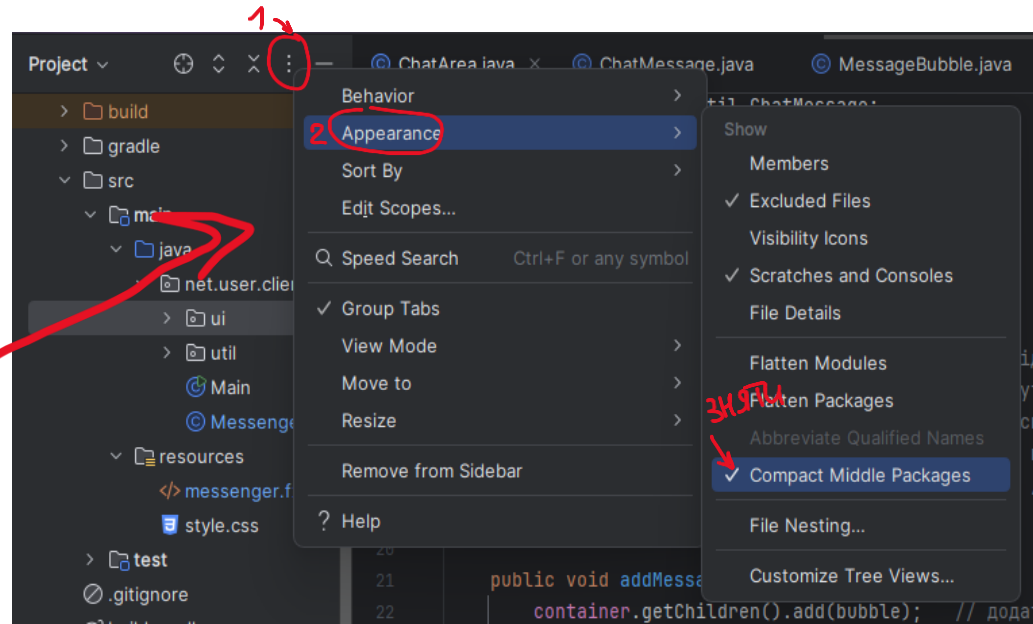 1
Project
ChatArea.java
ChatMessage.java
MessageBubble.java
build
gradle
src
main
java
net.user.clie
ui
util
Main
Messenge
resources
messenger.f
style.css
test
.gitignore
Behavior
2 Appearance
Sort By
Edit Scopes...
Speed Search Ctrl+F or any symbol
Group Tabs
View Mode
Move to
Resize
Remove from Sidebar
? Help
til ChatMessage;
Show
Members
Excluded Files
Visibility Icons
Scratches and Consoles
File Details
Flatten Modules
зняти
Flatten Packages
Abbreviate Qualified Names
Compact Middle Packages
File Nesting...
Customize Tree Views...
20
21 public void addMessa
22 container.getChildren().add(bubble); // дода